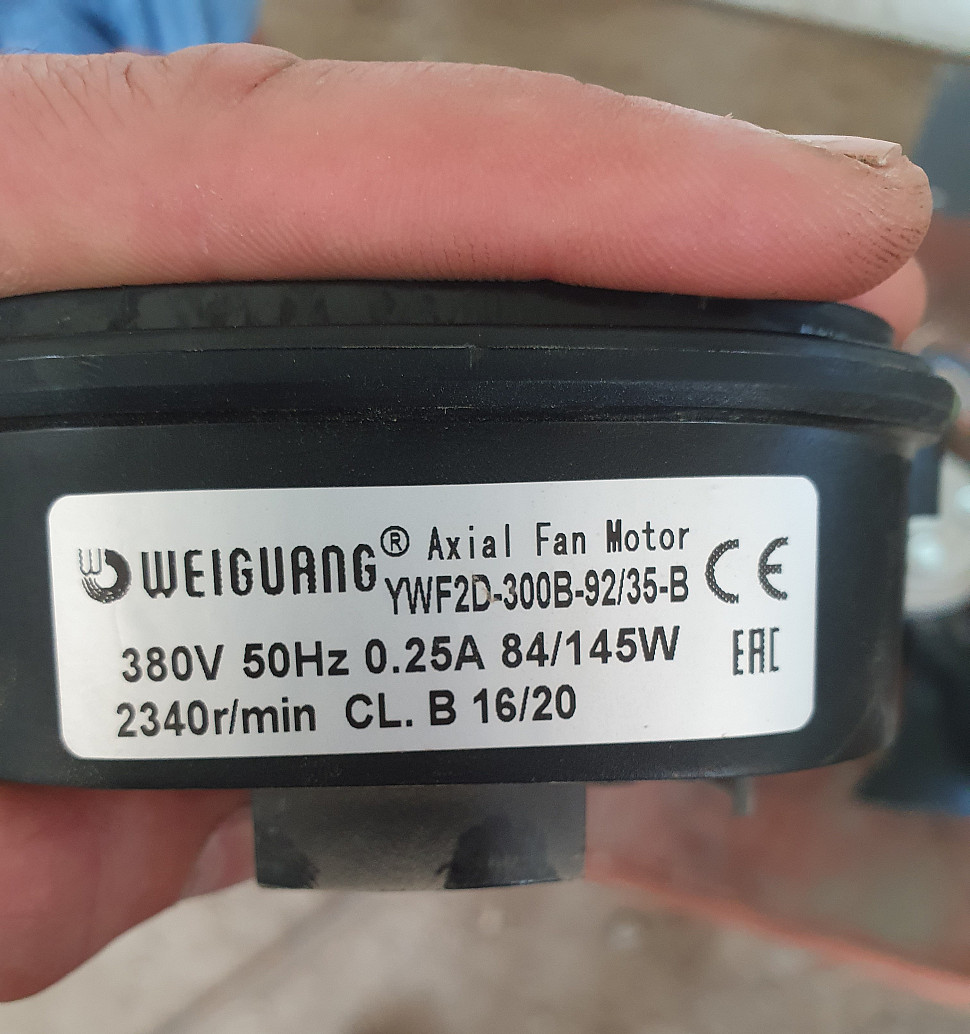 WEIGUANG® Axial Fan Motor
YWF2D-300B-92/35-B CE
380V 50Hz 0.25A 84/145W
EAC
2340r/min CL. B 16/20